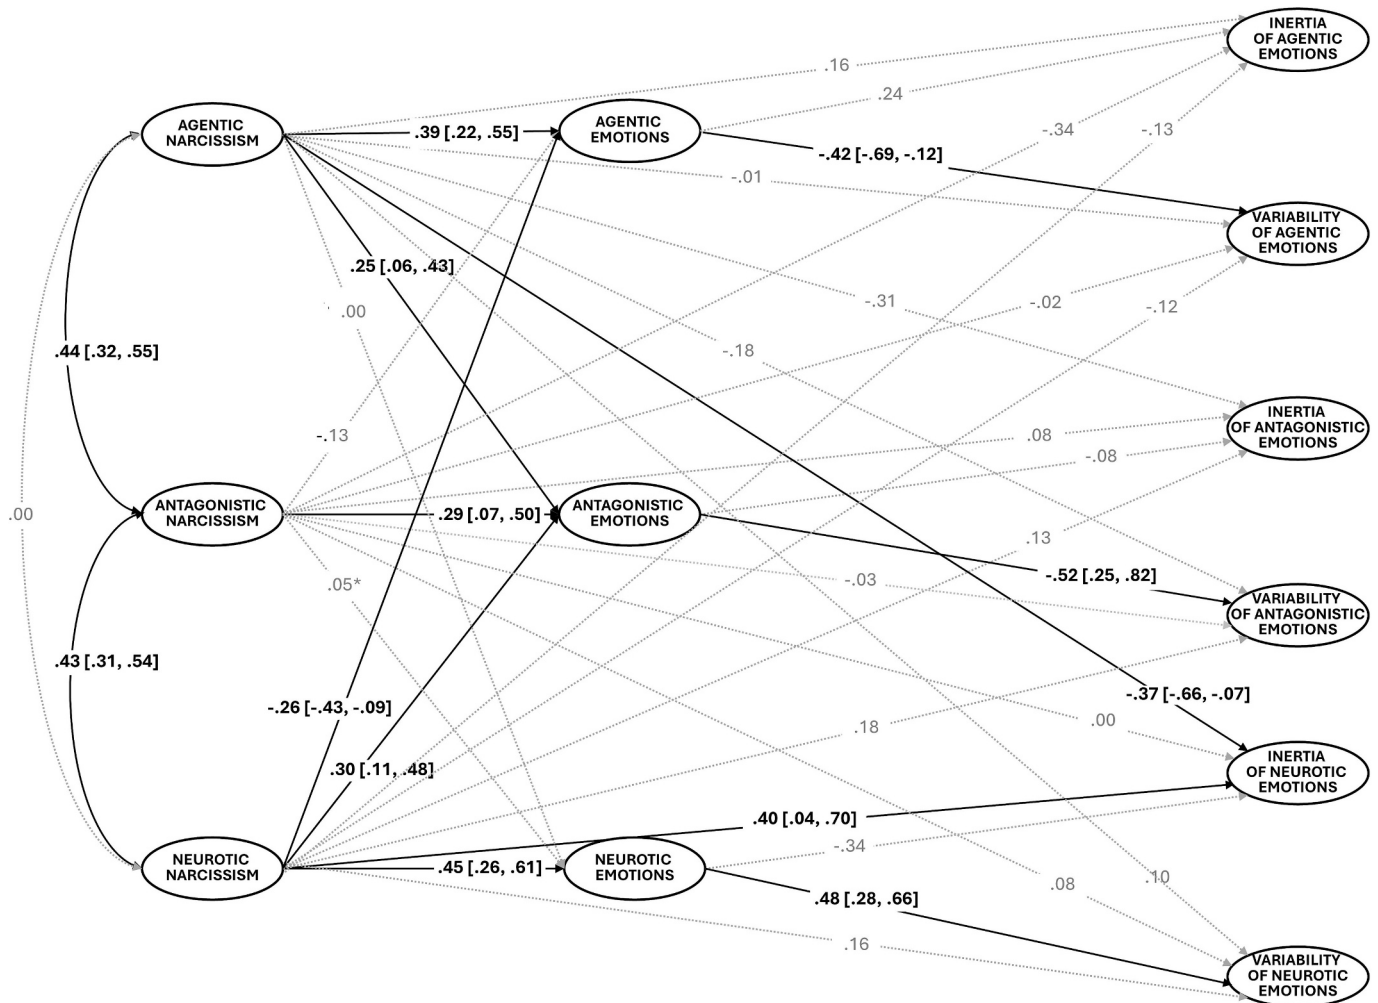 INERTIA
OF AGENTIC
EMOTIONS
.16
.24
AGENTIC
NARCISSISM
.39 [.22, .55]
AGENTIC
EMOTIONS
-.34
-.13
-.42 [-.69, -.12]
-.01
VARIABILITY
OF AGENTIC
EMOTIONS
.25 [.06, .43]
.00
-.31
-.02
-.12
.44 [.32, .55]
-.18
-.13
.08
-.08
INERTIA
OF ANTAGONISTIC
EMOTIONS
.00
ANTAGONISTIC
NARCISSISM
.29 [.07, .50]
ANTAGONISTIC
EMOTIONS
.13
.05*
-.03
-.52 [.25, .82]
VARIABILITY
OF ANTAGONISTIC
EMOTIONS
.43 [.31, .54]
-.26 [-.43, -.09]
-.37 [-.66, -.07]
.18
.00
.30 [.11, .48]
INERTIA
OF NEUROTIC
EMOTIONS
.40 [.04, .70]
-.34
NEUROTIC
NARCISSISM
.45 [.26, .61]
NEUROTIC
EMOTIONS
.48 [.28, .66]
.08
.10
.16
VARIABILITY
OF NEUROTIC
EMOTIONS